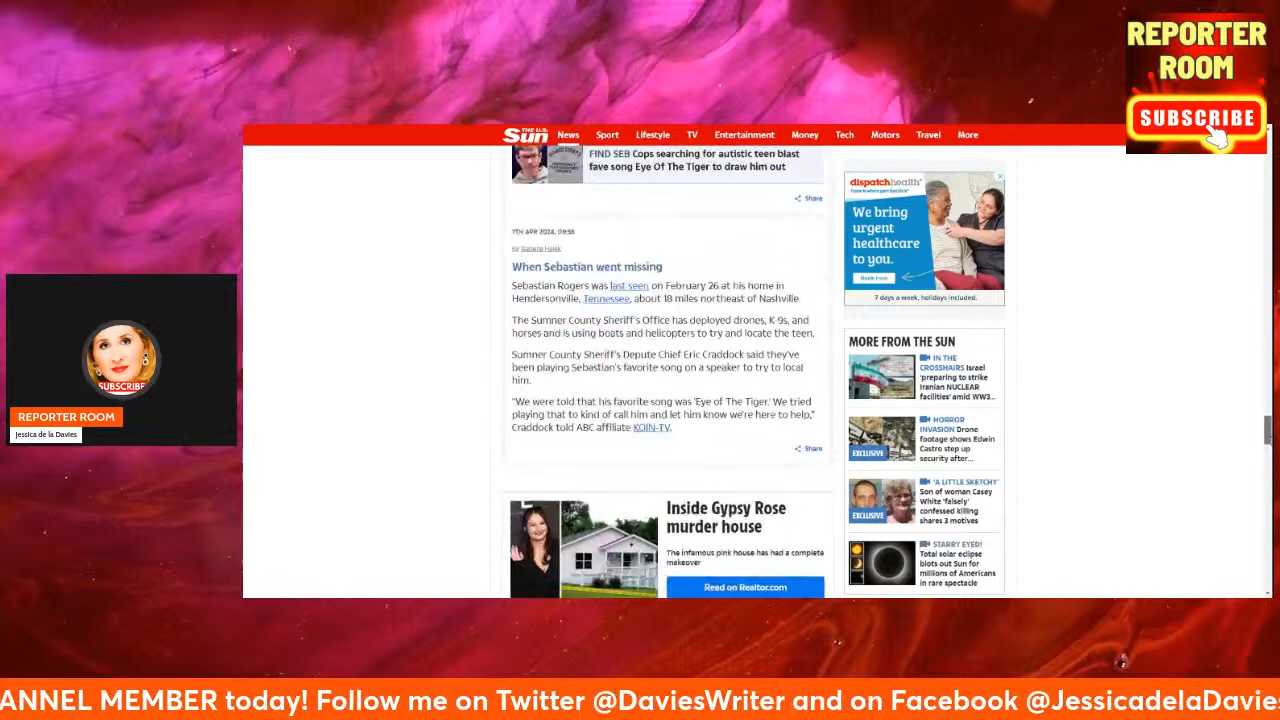 REPORTER
ROOM
SUBSCRIBE
THE U.S.
Sun
News Sport Lifestyle TV Entertainment Money Tech Motors Travel More
FIND SEB Cops searching for autistic teen blast
fave song Eye Of The Tiger to draw him out
Share
7TH APR 2024, 09:58
By Isabelle Harek
When Sebastian went missing
Sebastian Rogers was last seen on February 26 at his home in
Hendersonville, Tennessee, about 18 miles northeast of Nashville.
The Sumner County Sheriff's Office has deployed drones, K-9s, and
horses and is using boats and helicopters to try and locate the teen.
Sumner County Sheriff's Depute Chief Eric Craddock said they've
been playing Sebastian's favorite song on a speaker to try to local
him.
"We were told that his favorite song was 'Eye of The Tiger.' We tried
playing that to kind of call him and let him know we're here to help,"
Craddock told ABC affiliate KOIN-TV.
Share
Inside Gypsy Rose
murder house
The infamous pink house has had a complete
makeover
Read on Realtor.com
dispatchhealth
We bring
urgent
healthcare
to you.
Book now
7 days a week, holidays included.
MORE FROM THE SUN
IN THE
CROSSHAIRS Israel
'preparing to strike
Iranian NUCLEAR
facilities' amid WW3...
HORROR
INVASION Drone
footage shows Edwin
Castro step up
security after...
EXCLUSIVE
'A LITTLE SKETCHY'
Son of woman Casey
White 'falsely'
confessed killing
shares 3 motives
EXCLUSIVE
STARRY EYED!
Total solar eclipse
blots out Sun for
millions of Americans
in rare spectacle
SUBSCRIBE
REPORTER ROOM
Jessica de la Davies
ANNEL MEMBER today! Follow me on Twitter @DaviesWriter and on Facebook @JessicadelaDavies